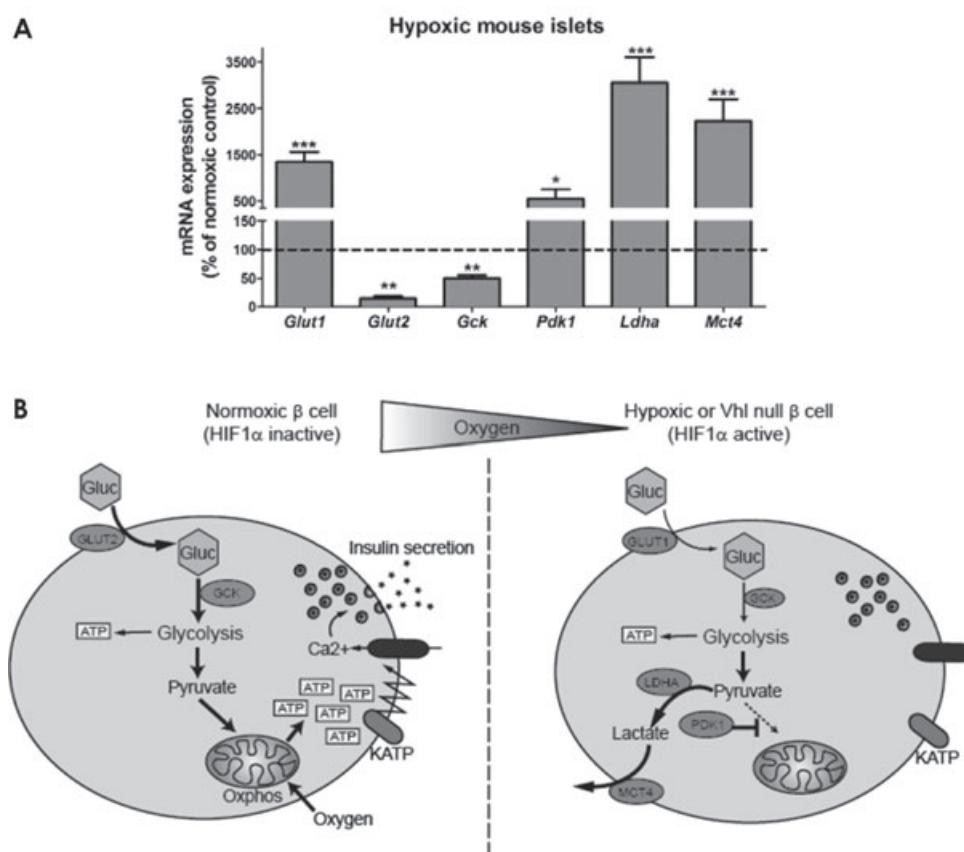 A
Hypoxic mouse islets
mRNA expression
(% of normoxic control)
3500
2500
1500
500
150
100
50
0
***
**
**
*
***
***
Glut1 Glut2 Gck Pdk1 Ldha Mct4
B
Normoxic β cell
(HIF1α inactive)
Oxygen
Hypoxic or Vhl null β cell
(HIF1α active)
Gluc
GLUT2
Gluc
GCK
ATP
Glycolysis
Pyruvate
Oxphos
Oxygen
Insulin secretion
Ca2+
ATP
ATP
ATP
ATP
ATP
ATP
KATP
Gluc
GLUT1
Gluc
GCK
ATP
Glycolysis
LDHA
Pyruvate
Lactate
PDK1
MCT4
KATP